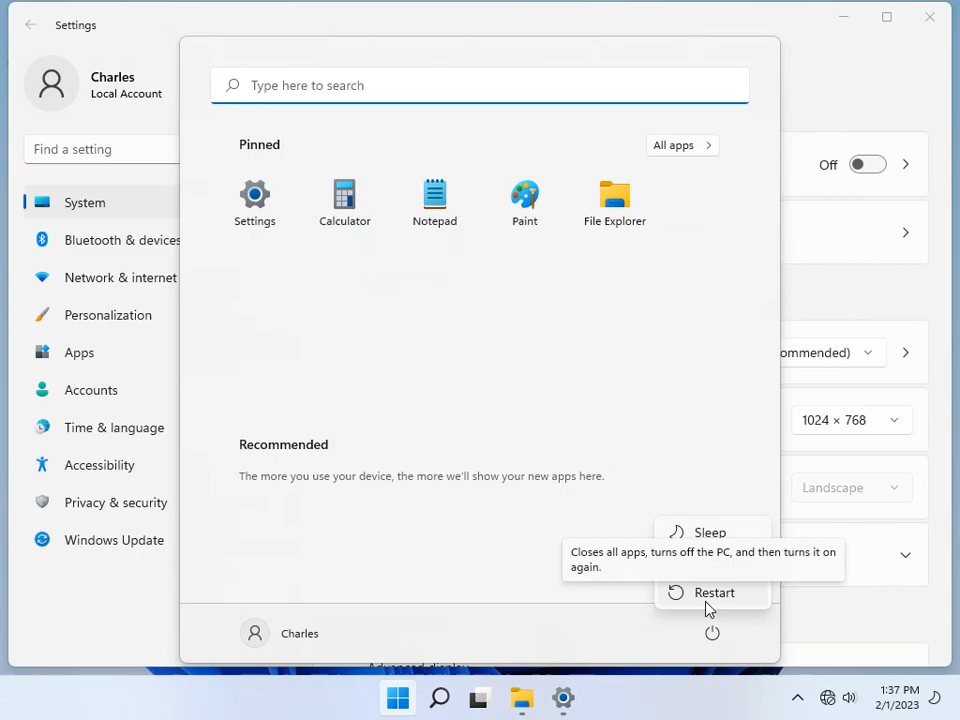 Settings
Charles
Local Account
Find a setting
System
Bluetooth & devices
Network & internet
Personalization
Apps
Accounts
Time & language
Accessibility
Privacy & security
Windows Update
Type here to search
Pinned
All apps
Settings
Calculator
Notepad
Paint
File Explorer
Recommended
The more you use your device, the more we'll show your new apps here.
Sleep
Closes all apps, turns off the PC, and then turns it on
again.
Restart
Charles
Off
ommended)
1024 × 768
Landscape
Advanced display
1:37 PM
2/1/2023